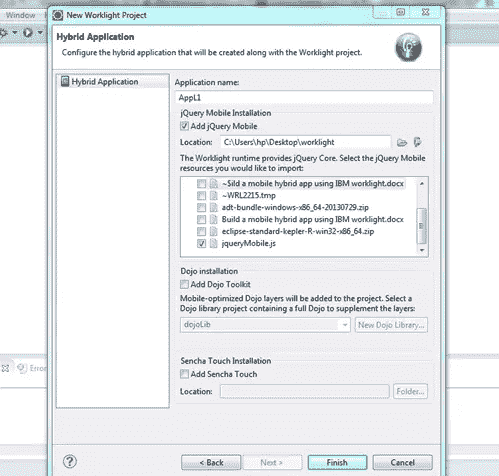 Window
New Worklight Project
Hybrid Application
Configure the hybrid application that will be created along with the Worklight project.
Hybrid Application
Application name:
AppL1
jQuery Mobile Installation
Add jQuery Mobile
Location: C:\Users\hp\Desktop\worklight
The Worklight runtime provides jQuery Core. Select the jQuery Mobile
resources you would like to import:
~$ild a mobile hybrid app using IBM worklight.docx
~WRL2215.tmp
adt-bundle-windows-x86_64-20130729.zip
Build a mobile hybrid app using IBM worklight.docx
eclipse-standard-kepler-R-win32-x86_64.zip
jqueryMobile.js
Dojo installation
Add Dojo Toolkit
Mobile-optimized Dojo layers will be added to the project. Select a
Dojo library project containing a full Dojo to supplement the layers:
dojoLib
New Dojo Library...
Sencha Touch Installation
Add Sencha Touch
Location:
Folder...
Error
? < Back Next > Finish Cancel